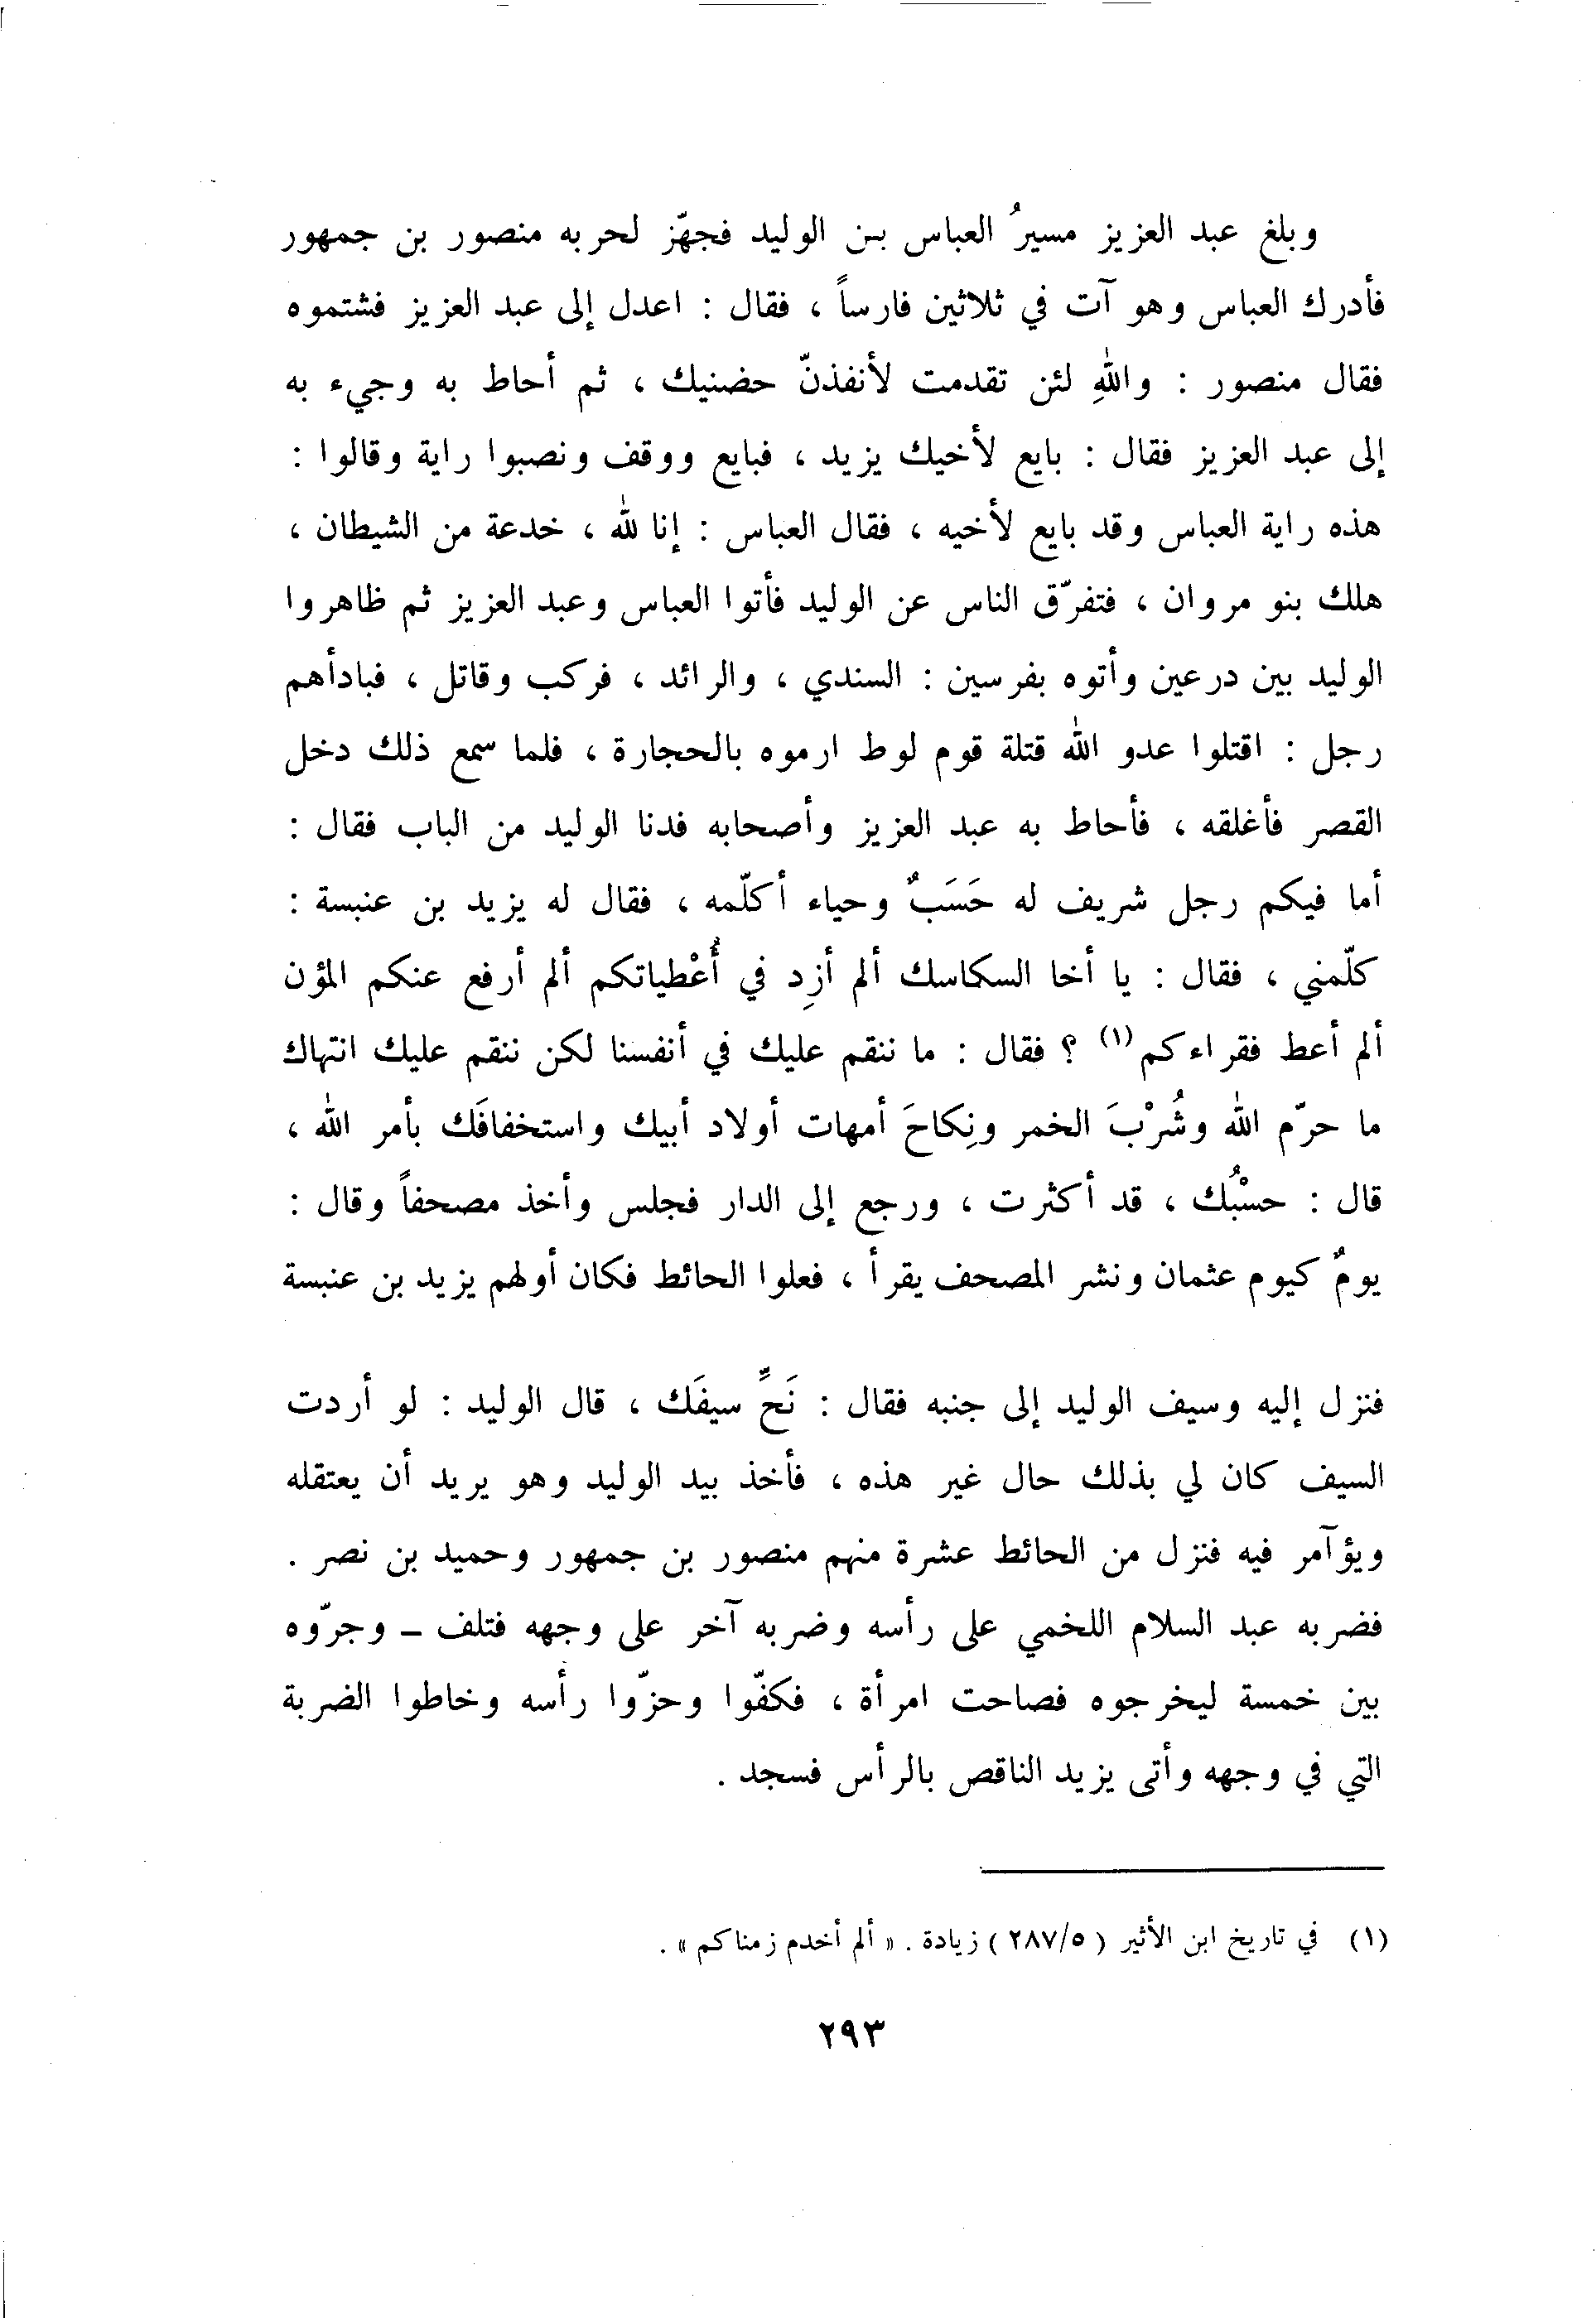 وبلغ عبد العزيز مسيرُ العباس بن الوليد فجهّز لحربه منصور بن جمهور
فأدرك العباس وهو آت في ثلاثين فارساً ، فقال : اعدل إلى عبد العزيز فشتموه
فقال منصور : واللهِ لئن تقدمت لأنفذنّ حضنيك ، ثم أحاط به وجيء به
إلى عبد العزيز فقال : بايع لأخيك يزيد ، فبايع ووقف ونصبوا راية وقالوا :
هذه راية العباس وقد بايع لأخيه ، فقال العباس : إنا لله ، خدعة من الشيطان ،
هلك بنو مروان ، فتفرّق الناس عن الوليد فأتوا العباس وعبد العزيز ثم ظاهروا
الوليد بين درعين وأتوه بفرسين : السندي ، والرائد ، فركب وقاتل ، فبادأهم
رجل : اقتلوا عدو الله قتلة قوم لوط ارموه بالحجارة ، فلما سمع ذلك دخل
القصر فأغلقه ، فأحاط به عبد العزيز وأصحابه فدنا الوليد من الباب فقال :
أما فيكم رجل شريف له حَسَبٌ وحياء أكلّمه ، فقال له يزيد بن عنبسة :
كلّمني ، فقال : يا أخا السكاسك ألم أزِد في أُعْطياتكم ألم أرفع عنكم المؤن
ألم أعط فقراءكم (١) ؟ فقال : ما ننقم عليك في أنفسنا لكن ننقم عليك انتهاك
ما حرّم الله وشُرْبَ الخمر ونِكاحَ أمهات أولاد أبيك واستخفافَك بأمر الله ،
قال : حسْبُك ، قد أكثرت ، ورجع إلى الدار فجلس وأخذ مصحفاً وقال :
يومٌ كيوم عثمان ونشر المصحف يقرأ ، فعلوا الحائط فكان أولهم يزيد بن عنبسة
فنزل إليه وسيف الوليد إلى جنبه فقال : نَحِّ سيفَك ، قال الوليد : لو أردت
السيف كان لي بذلك حال غير هذه ، فأخذ بيد الوليد وهو يريد أن يعتقله
ويؤآمر فيه فنزل من الحائط عشرة منهم منصور بن جمهور وحميد بن نصر .
فضربه عبد السلام اللخمي على رأسه وضربه آخر على وجهه فتلف – وجرّوه
بين خمسة ليخرجوه فصاحت امرأة ، فكفّوا وحزّوا رأسه وخاطوا الضربة
التي في وجهه وأتى يزيد الناقص بالرأس فسجد .
(١) في تاريخ ابن الأثير ( ٢٨٧/٥ ) زيادة . « ألم أخدم زمناكم » .
٢٩٣